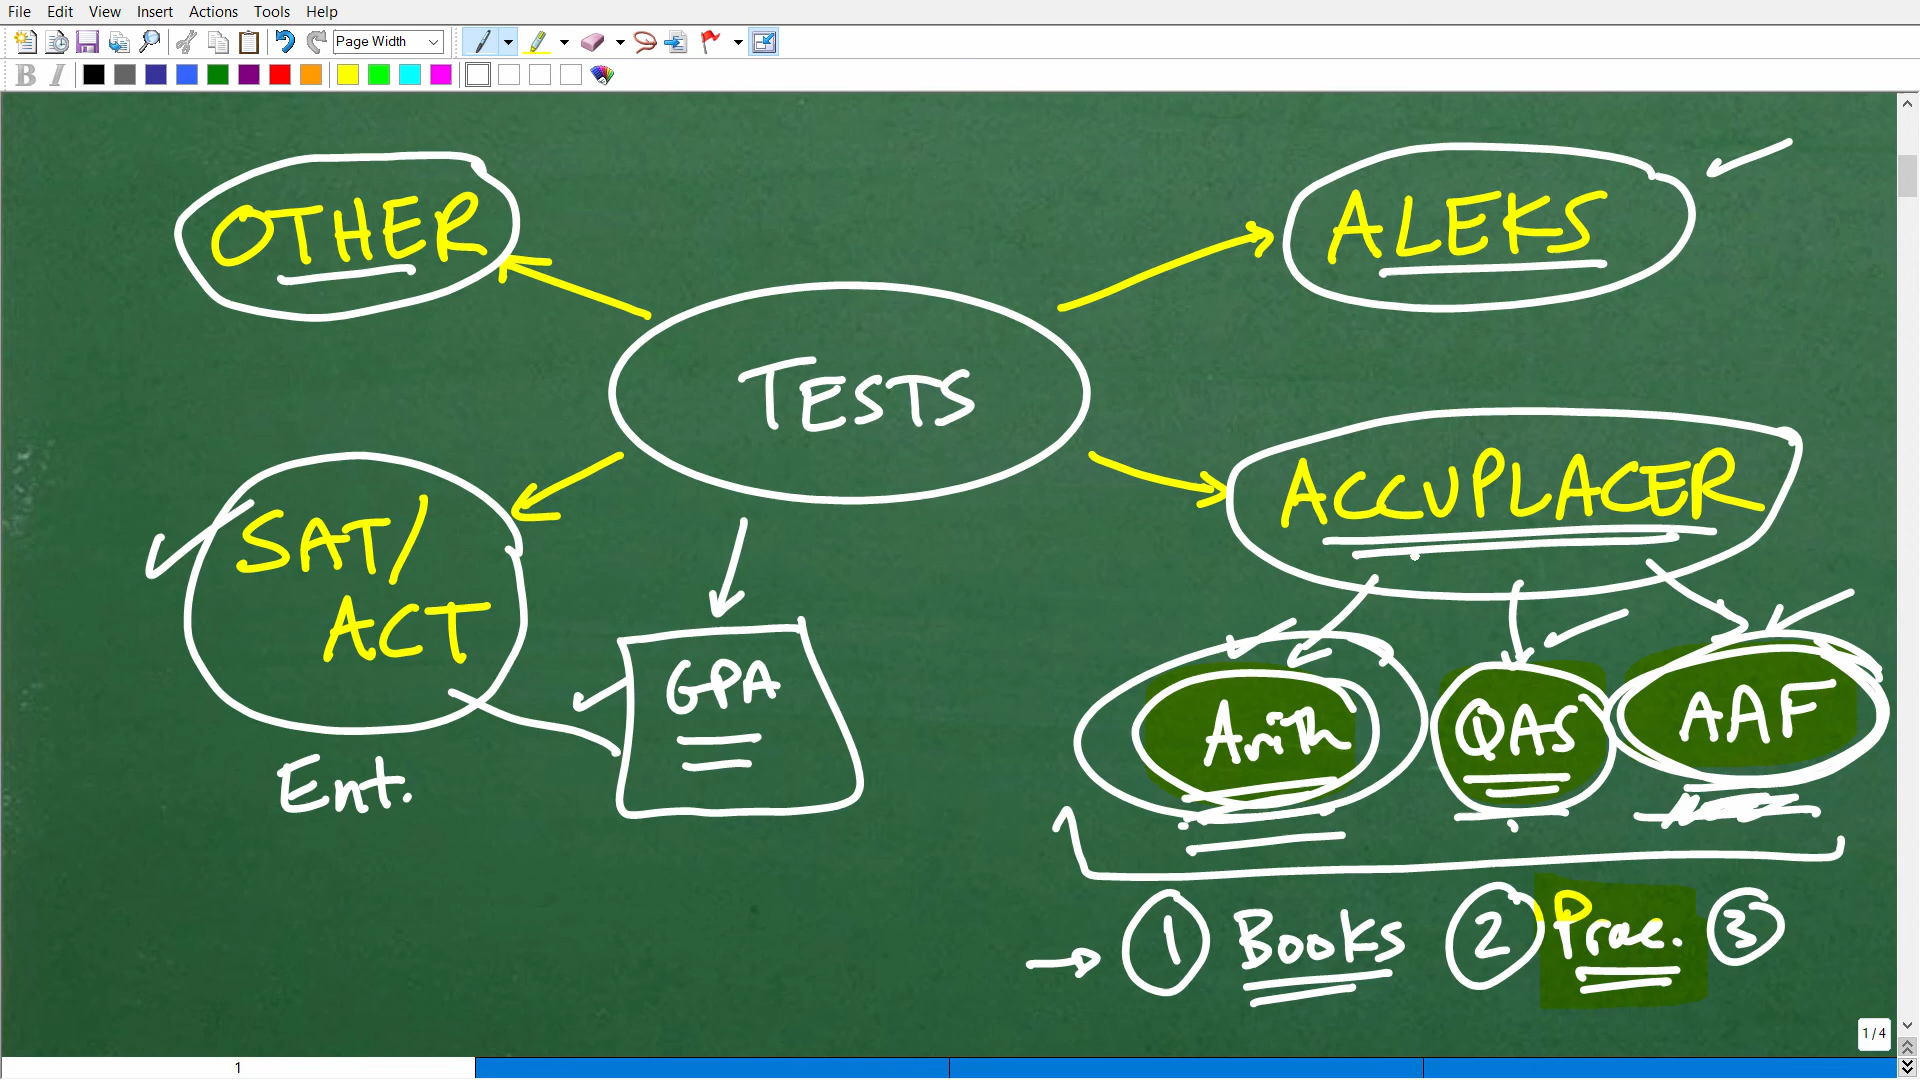 File Edit View Insert Actions Tools Help
Page Width
B I
OTHER
ALEKS
TESTS
ACCUPLACER
SAT/
ACT
GPA
Arith
QAS
AAF
Ent.
1 Books 2 Prac. 3
1 / 4
1